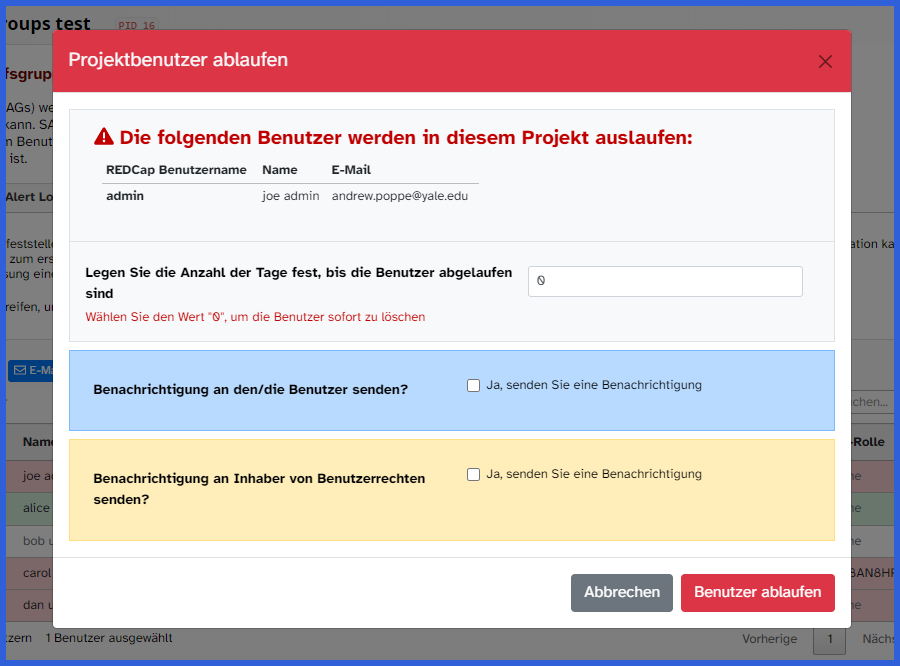 roups test PID 16
Projektbenutzer ablaufen
Die folgenden Benutzer werden in diesem Projekt auslaufen:
REDCap Benutzername Name E-Mail
admin joe admin andrew.poppe@yale.edu
Legen Sie die Anzahl der Tage fest, bis die Benutzer abgelaufen
sind
0
Wählen Sie den Wert "0", um die Benutzer sofort zu löschen
Benachrichtigung an den/die Benutzer senden?
Ja, senden Sie eine Benachrichtigung
Benachrichtigung an Inhaber von Benutzerrechten
senden?
Ja, senden Sie eine Benachrichtigung
Abbrechen Benutzer ablaufen
fsgrup
AGs) we
kann. SA
m Benut
ist.
Alert Lo
feststelle
ation ka
zum ers
sung eine
reifen, u
E-Ma
chen...
Name
-Rolle
joe a
ne
alice
ne
bob u
ne
carol
BAN8HR
dan u
ne
zern 1 Benutzer ausgewählt
Vorherige 1 Nächs